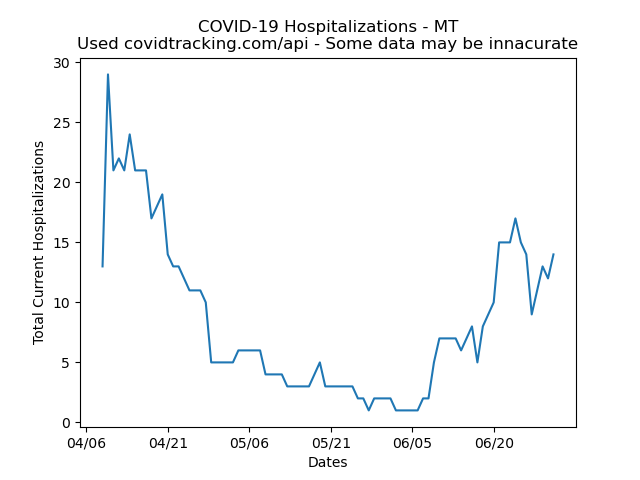 COVID-19 Hospitalizations - MT
Used covidtracking.com/api - Some data may be innacurate
30
25
20
15
10
5
0
Total Current Hospitalizations
04/06 04/21 05/06 05/21 06/05 06/20
Dates